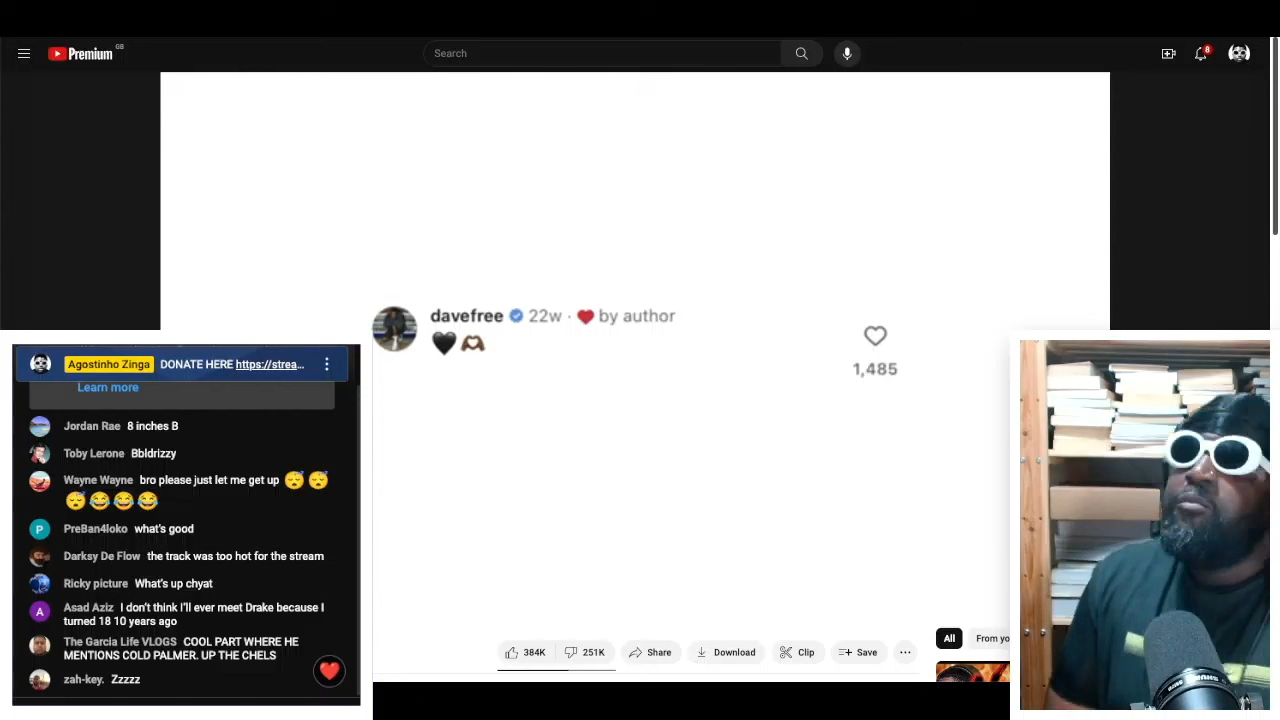 Premium GB
Search
8
davefree 22w · ❤️ by author
🖤🫶🏾
1,485
Agostinho Zinga DONATE HERE https://strea...
Learn more
Jordan Rae 8 inches B
Toby Lerone Bbldrizzy
Wayne Wayne bro please just let me get up 😴😴
😴😂😂😂
P PreBan4loko what's good
Darksy De Flow the track was too hot for the stream
Ricky picture What's up chyat
A Asad Aziz I don't think I'll ever meet Drake because I
turned 18 10 years ago
The Garcia Life VLOGS COOL PART WHERE HE
MENTIONS COLD PALMER. UP THE CHELS
zah-key. Zzzzz
384K 251K Share Download Clip Save ...
All From yo
SHURE